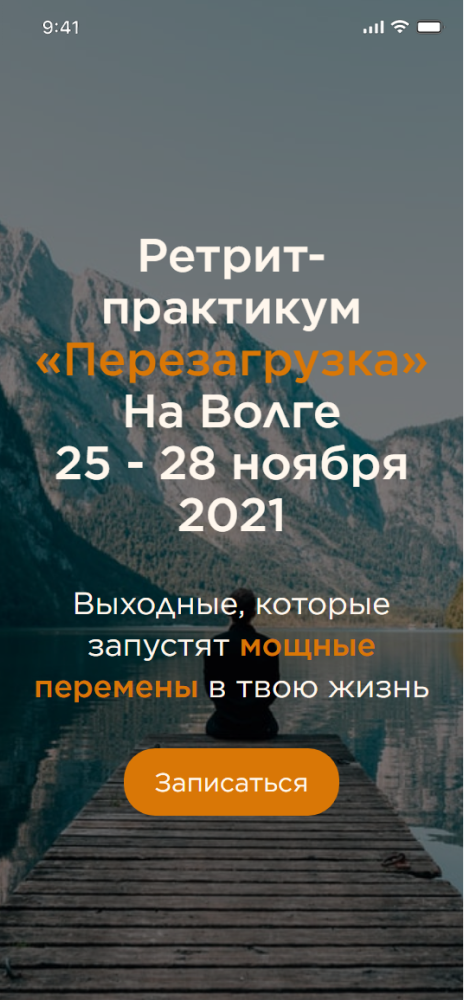 9:41
Ретрит-
практикум
«Перезагрузка»
На Волге
25 - 28 ноября
2021
Выходные, которые
запустят мощные
перемены в твою жизнь
Записаться